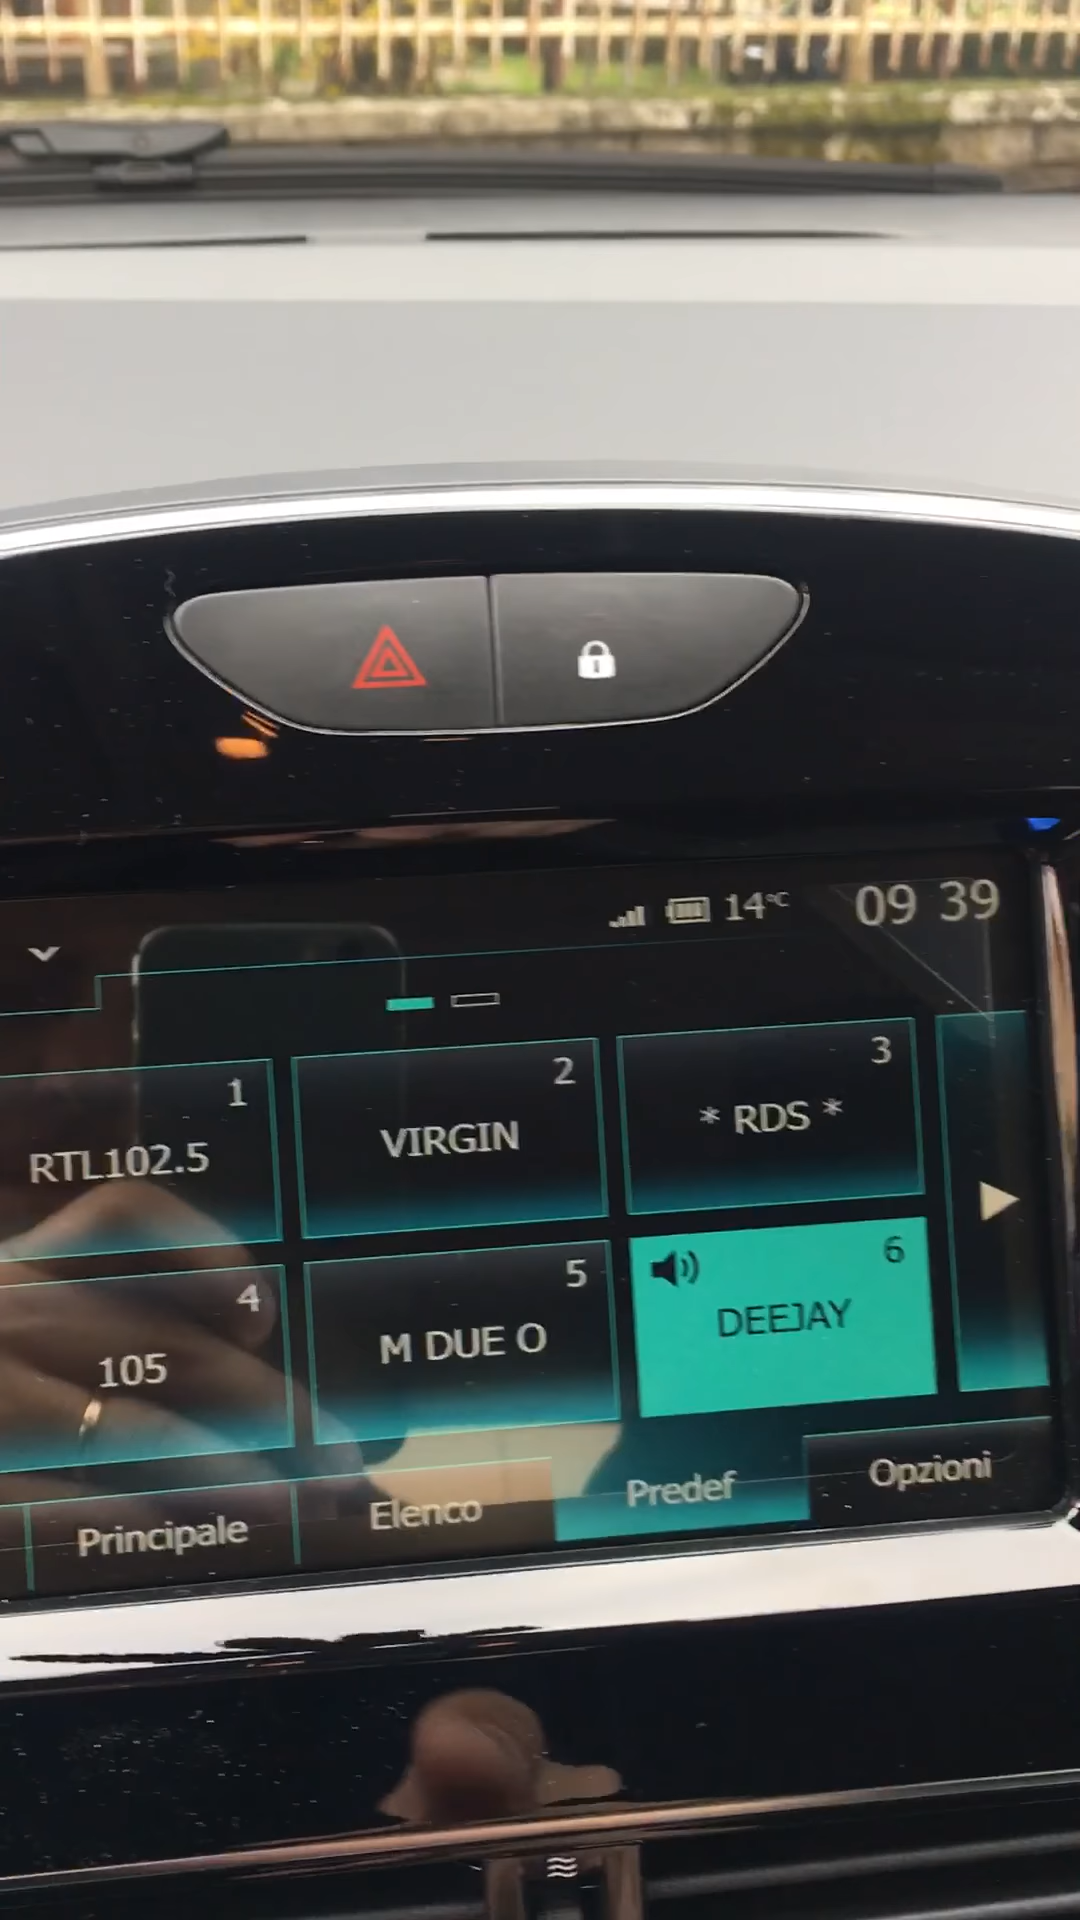 14°C 09 39
1
RTL102.5
2
VIRGIN
3
* RDS *
4
105
5
M DUE O
6
DEEJAY
Principale
Elenco
Predef
Opzioni